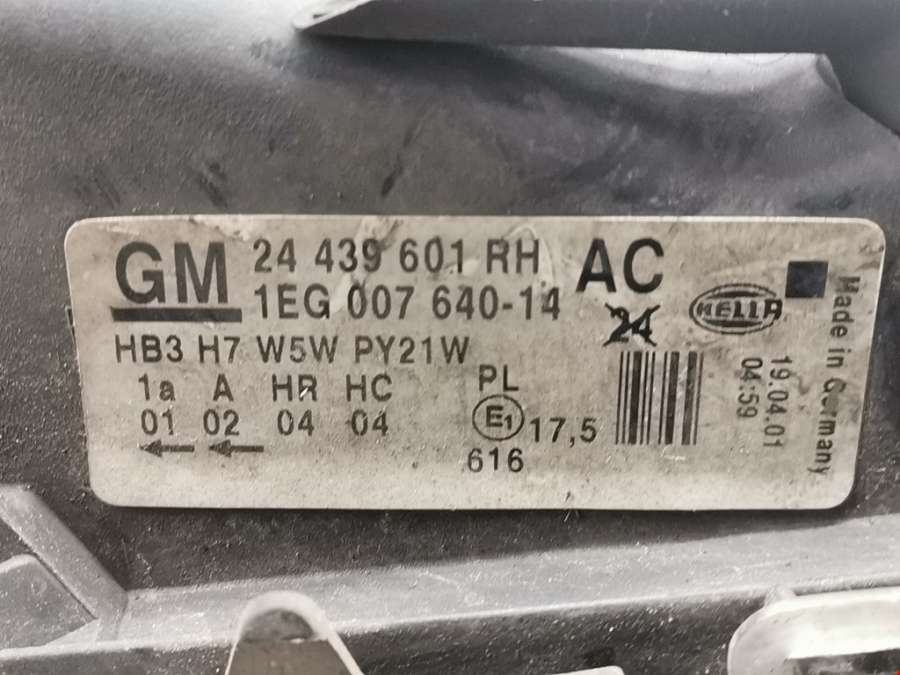 GM 24 439 601 RH AC
1EG 007 640-14
24
HELLA
HB3 H7 W5W PY21W
1a A HR HC PL
01 02 04 04 E1 17,5
616
19.04.01
04:59
Made in Germany